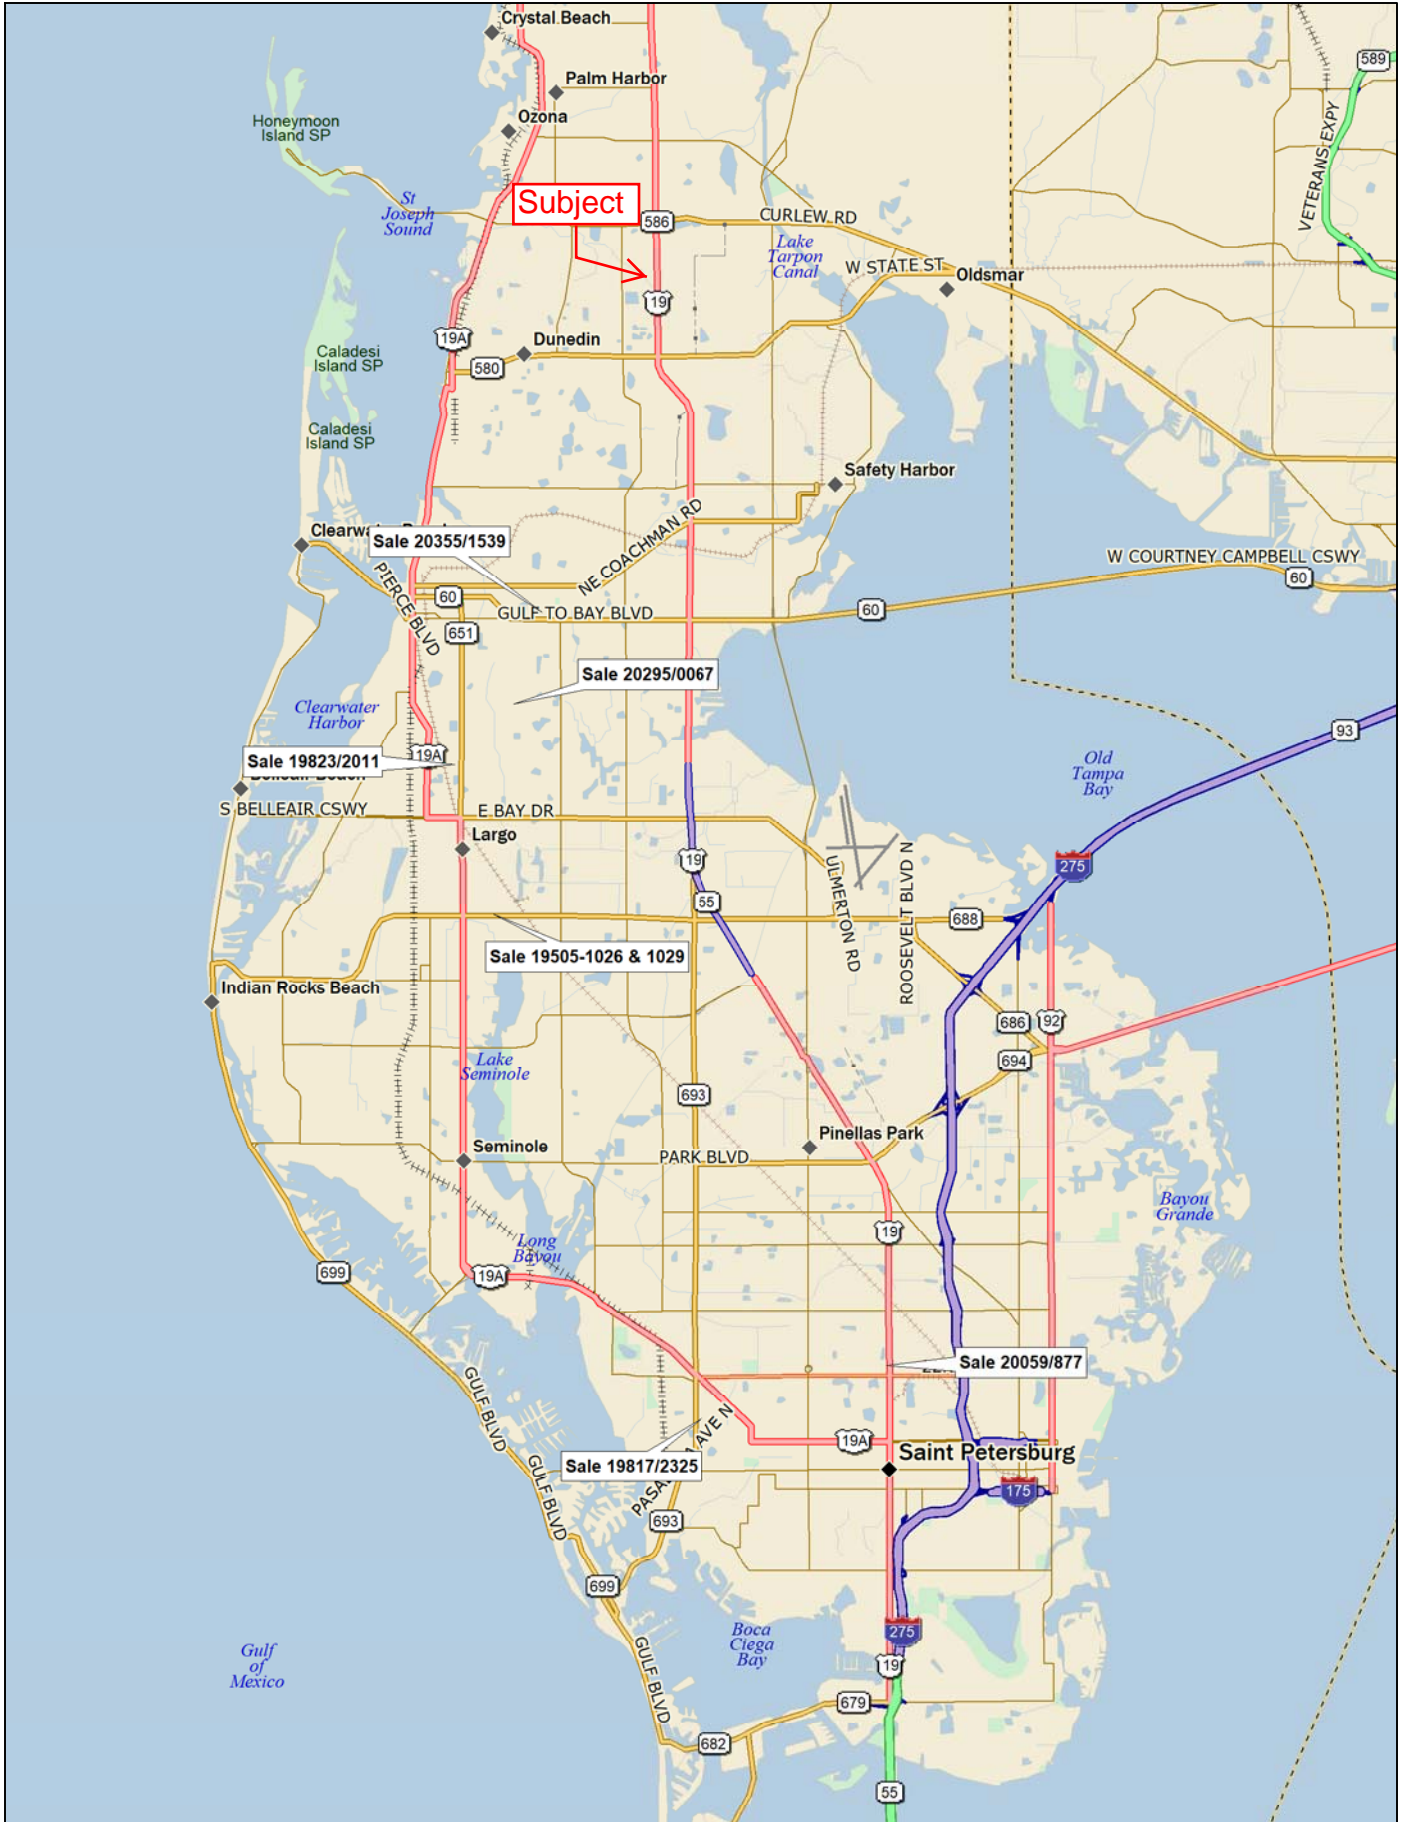 Crystal Beach
589
Palm Harbor
Ozona
Honeymoon
Island SP
VETERANS EXPY
St
Joseph
Sound
Subject
586
CURLEW RD
Lake
Tarpon
Canal
W STATE ST
Oldsmar
19
19A
Dunedin
Caladesi
Island SP
580
Caladesi
Island SP
Safety Harbor
NE COACHMAN RD
Clearwater
Sale 20355/1539
W COURTNEY CAMPBELL CSWY
60
PIERCE BLVD
60
GULF TO BAY BLVD
60
651
Sale 20295/0067
Clearwater
Harbor
93
19A
Sale 19823/2011
Old
Tampa
Bay
Belleair Beach
S BELLEAIR CSWY
E BAY DR
Largo
19
275
ULMERTON RD
ROOSEVELT BLVD N
55
688
Sale 19505-1026 & 1029
Indian Rocks Beach
686
92
Lake
Seminole
694
693
Pinellas Park
Seminole
PARK BLVD
Bayou
Grande
19
Long
Bayou
699
19A
Sale 20059/877
GULF BLVD
AVE N
19A
Saint Petersburg
Sale 19817/2325
GULF BLVD
175
693
699
275
Boca
Ciega
Bay
Gulf
of
Mexico
GULF BLVD
19
679
682
55